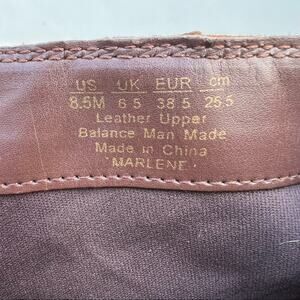 US UK EUR cm
8.5M 6.5 38.5 25.5
Leather Upper
Balance Man Made
Made in China
"MARLENE"